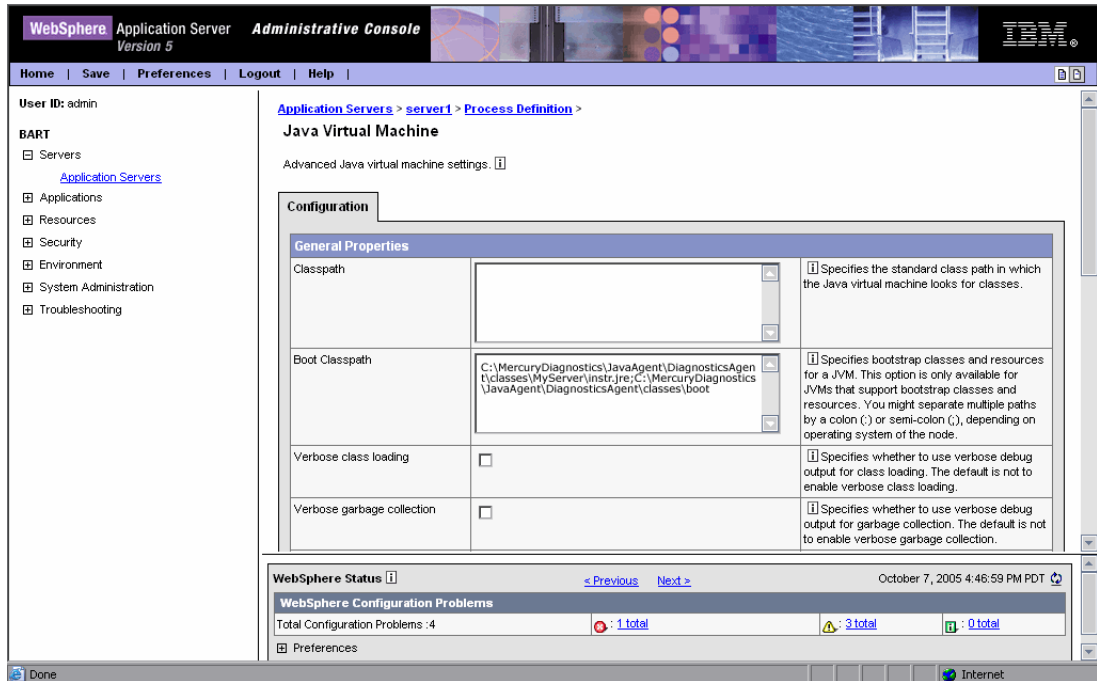 WebSphere Application Server Administrative Console
Version 5
IBM
Home | Save | Preferences | Logout | Help |
User ID: admin
BART
Servers
Application Servers
Applications
Resources
Security
Environment
System Administration
Troubleshooting
Application Servers > server1 > Process Definition >
Java Virtual Machine
Advanced Java virtual machine settings. i
Configuration
General Properties
Classpath
i Specifies the standard class path in which
the Java virtual machine looks for classes.
Boot Classpath
C:\MercuryDiagnostics\JavaAgent\DiagnosticsAgen
t\classes\MyServer\instr.jre;C:\MercuryDiagnostics
\JavaAgent\DiagnosticsAgent\classes\boot
i Specifies bootstrap classes and resources
for a JVM. This option is only available for
JVMs that support bootstrap classes and
resources. You might separate multiple paths
by a colon (:) or semi-colon (;), depending on
operating system of the node.
Verbose class loading
i Specifies whether to use verbose debug
output for class loading. The default is not to
enable verbose class loading.
Verbose garbage collection
i Specifies whether to use verbose debug
output for garbage collection. The default is not
to enable verbose garbage collection.
WebSphere Status i
< Previous Next >
October 7, 2005 4:46:59 PM PDT
WebSphere Configuration Problems
Total Configuration Problems :4
: 1 total
: 3 total
: 0 total
Preferences
Done
Internet